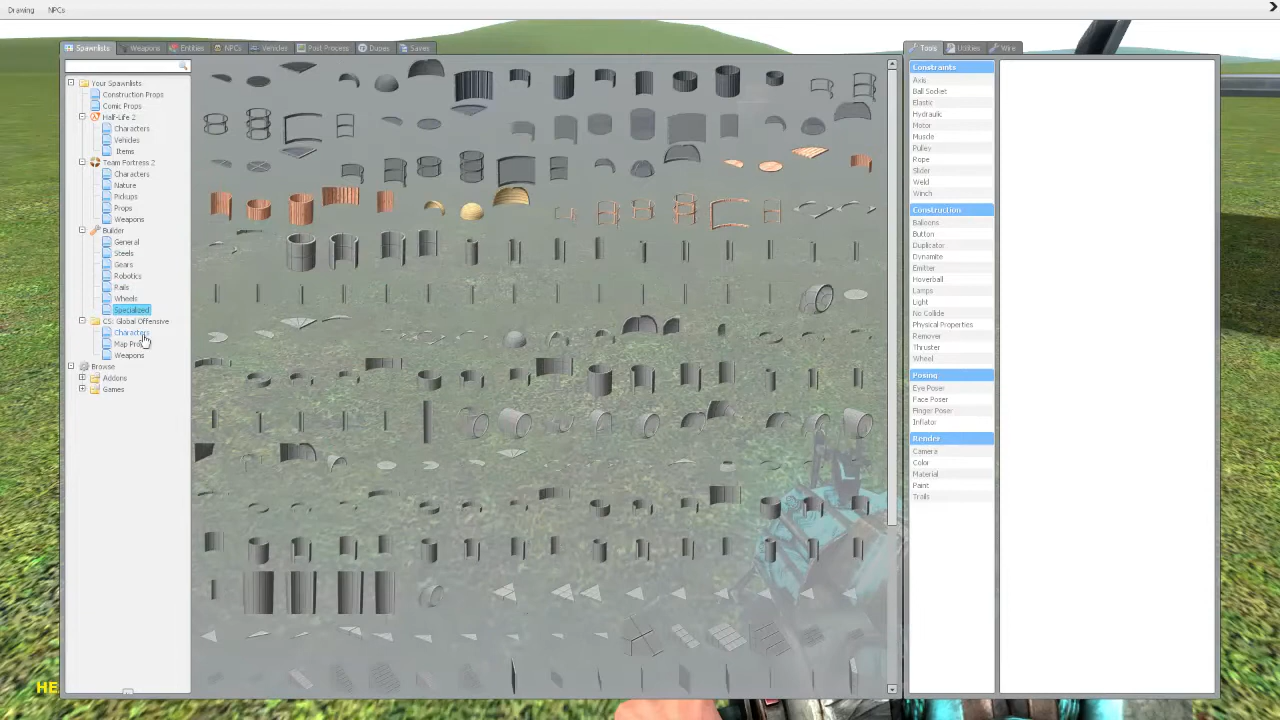 Drawing NPCs
Spawnlists Weapons Entities NPCs Vehicles Post Process Dupes Saves
Your Spawnlists
Construction Props
Comic Props
Half-Life 2
Characters
Vehicles
Items
Team Fortress 2
Characters
Nature
Pickups
Props
Weapons
Builder
General
Steels
Gears
Robotics
Rails
Wheels
Specialized
CS: Global Offensive
Characters
Map
Weapons
Browse
Addons
Games
Tools Utilities Wire
Constraints
Axis
Ball Socket
Elastic
Hydraulic
Motor
Muscle
Pulley
Rope
Slider
Weld
Winch
Construction
Balloons
Button
Duplicator
Dynamite
Emitter
Hoverball
Lamps
Light
No Collide
Physical Properties
Remover
Thruster
Wheel
Posing
Eye Poser
Face Poser
Finger Poser
Inflator
Render
Camera
Color
Material
Paint
Trails
HE